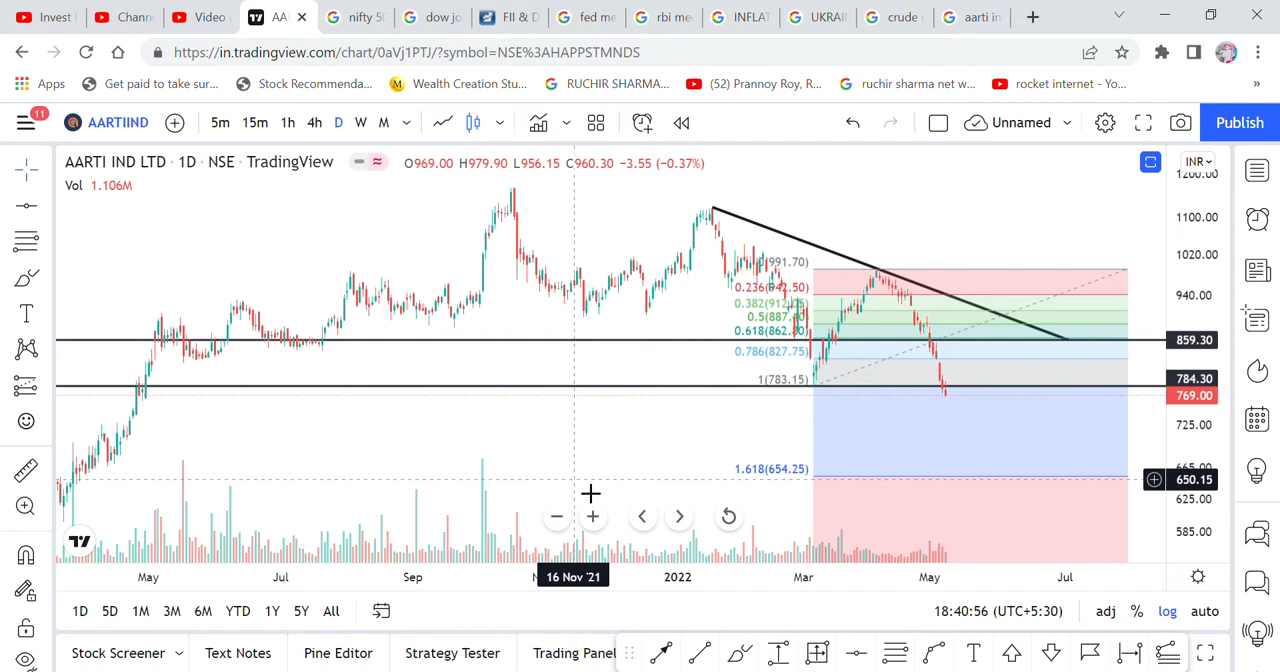 Invest
Chann
Video
AA
nifty 50
dow jo
FII & D
fed me
rbi me
INFLAT
UKRAI
crude
aarti in
https://in.tradingview.com/chart/0aVj1PTJ/?symbol=NSE%3AHAPPSTMNDS
Apps
Get paid to take sur...
Stock Recommenda...
Wealth Creation Stu...
RUCHIR SHARMA...
(52) Prannoy Roy, R...
ruchir sharma net w...
rocket internet - Yo...
»
11
AARTIIND
5m 15m 1h 4h D W M
Unnamed
Publish
AARTI IND LTD · 1D · NSE · TradingView
O969.00 H979.90 L956.15 C960.30 −3.55 (−0.37%)
INR
Vol 1.106M
1200.00
1100.00
1020.00
940.00
859.30
784.30
769.00
725.00
665.00
650.15
625.00
585.00
(991.70)
0.236(942.50)
0.382(912.05)
0.618(862.80)
0.786(827.75)
1(783.15)
1.618(654.25)
May
Jul
Sep
16 Nov '21
2022
Mar
May
Jul
1D 5D 1M 3M 6M YTD 1Y 5Y All
18:40:56 (UTC+5:30)
adj % log auto
Stock Screener
Text Notes
Pine Editor
Strategy Tester
Trading Panel